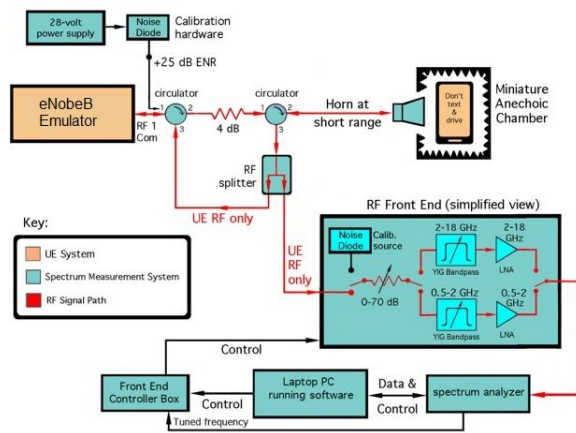 28-volt
power supply
Noise
Diode
Calibration
hardware
+25 dB ENR
eNobeB
Emulator
RF 1
Com
circulator
1
2
3
4 dB
circulator
1
2
3
Horn at
short range
Don't
text
&
drive
Miniature
Anechoic
Chamber
RF
splitter
UE RF only
UE
RF
only
Key:
UE System
Spectrum Measurement System
RF Signal Path
RF Front End (simplified view)
Noise
Diode
Calib.
source
0-70 dB
2-18 GHz
YIG Bandpass
2-18
GHz
LNA
0.5-2 GHz
YIG Bandpass
0.5-2
GHz
LNA
Control
Front End
Controller Box
Control
Laptop PC
running software
Data &
Control
spectrum analyzer
Tuned frequency